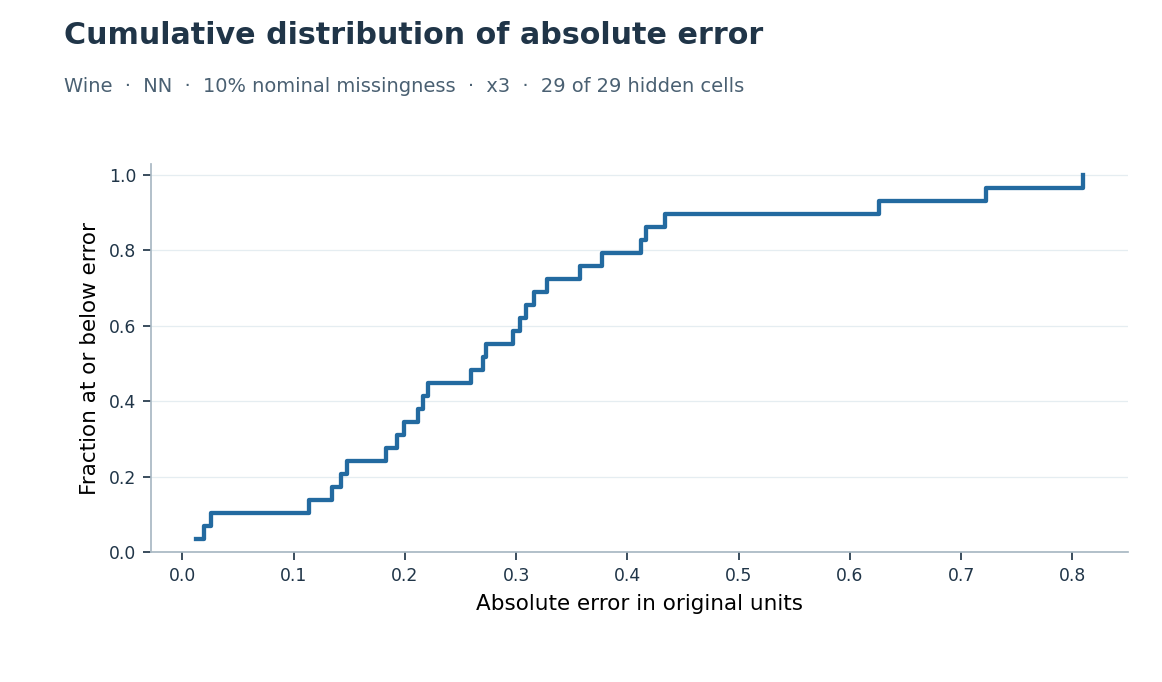 Cumulative distribution of absolute error
Wine · NN · 10% nominal missingness · x3 · 29 of 29 hidden cells
1.0
0.8
0.6
0.4
0.2
0.0
Fraction at or below error
0.0 0.1 0.2 0.3 0.4 0.5 0.6 0.7 0.8
Absolute error in original units